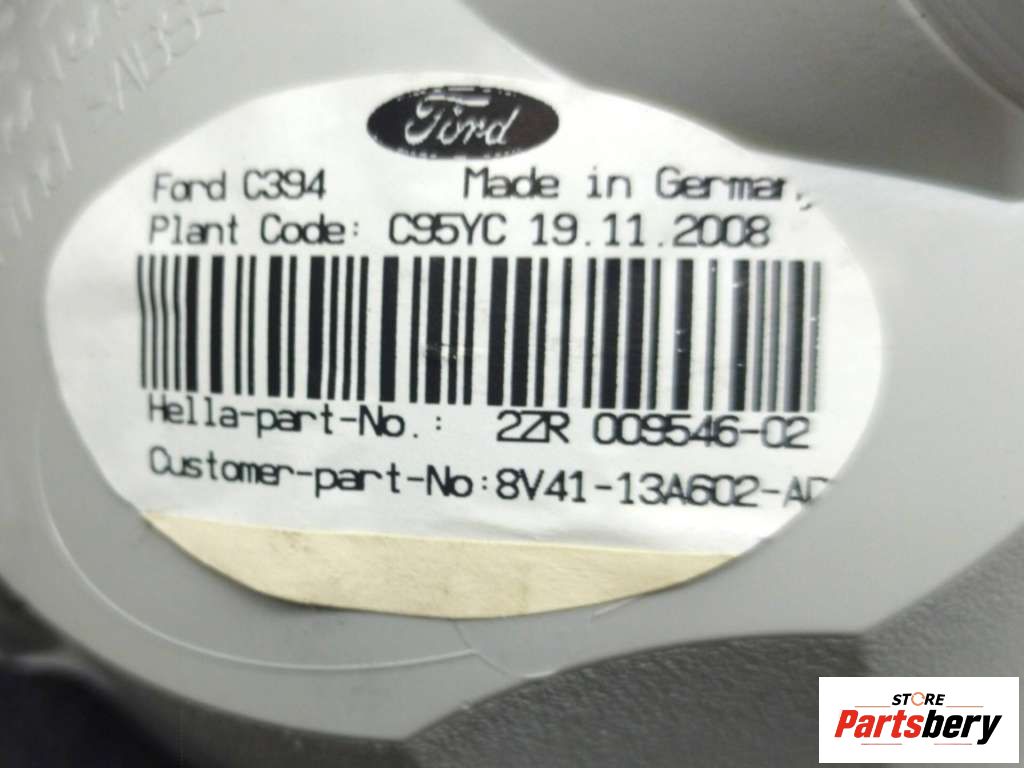 Ford
Ford C394 Made in Germany
Plant Code: C95YC 19.11.2008
Hella-part-No.: 2ZR 009546-02
Customer-part-No:8V41-13A602-A
STORE
Partsbery